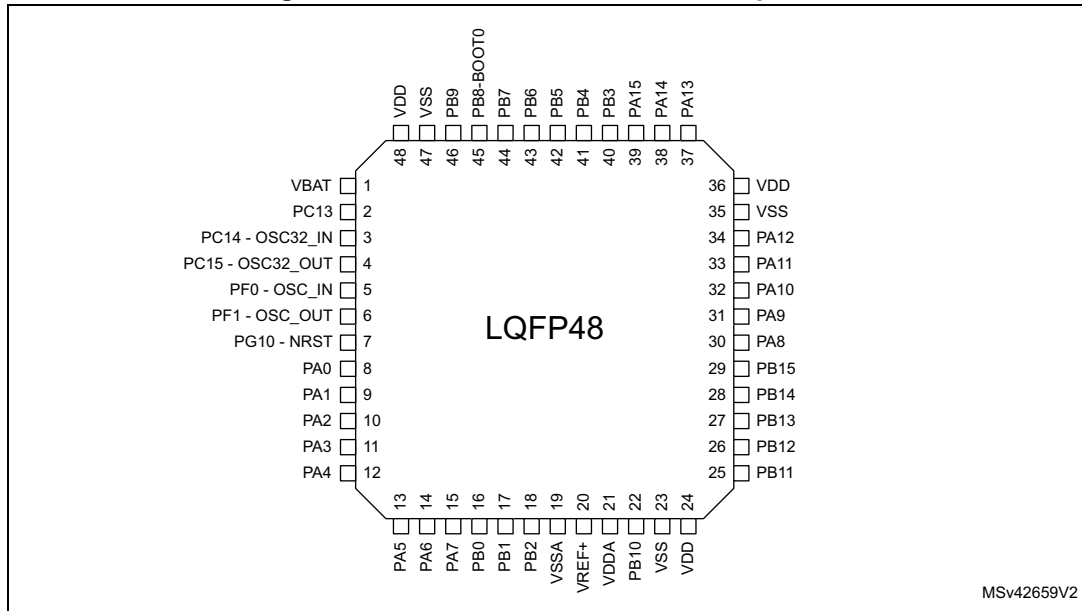 VDD
VSS
PB9
PB8-BOOT0
PB7
PB6
PB5
PB4
PB3
PA15
PA14
PA13
48
47
46
45
44
43
42
41
40
39
38
37
VBAT 1
PC13 2
PC14 - OSC32_IN 3
PC15 - OSC32_OUT 4
PF0 - OSC_IN 5
PF1 - OSC_OUT 6
PG10 - NRST 7
PA0 8
PA1 9
PA2 10
PA3 11
PA4 12
LQFP48
36 VDD
35 VSS
34 PA12
33 PA11
32 PA10
31 PA9
30 PA8
29 PB15
28 PB14
27 PB13
26 PB12
25 PB11
13
14
15
16
17
18
19
20
21
22
23
24
PA5
PA6
PA7
PB0
PB1
PB2
VSSA
VREF+
VDDA
PB10
VSS
VDD
MSv42659V2